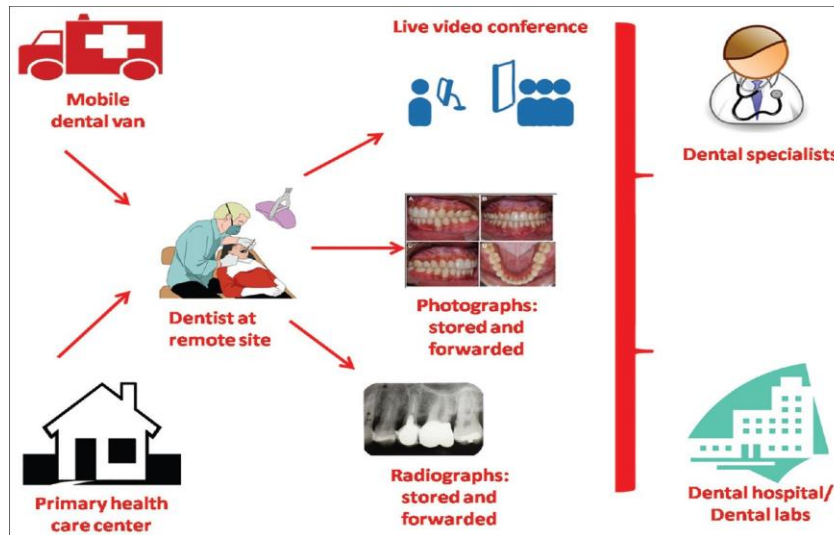 Live video conference
Mobile
dental van
Dental specialists
Dentist at
remote site
Photographs:
stored and
forwarded
Primary health
care center
Radiographs:
stored and
forwarded
Dental hospital/
Dental labs